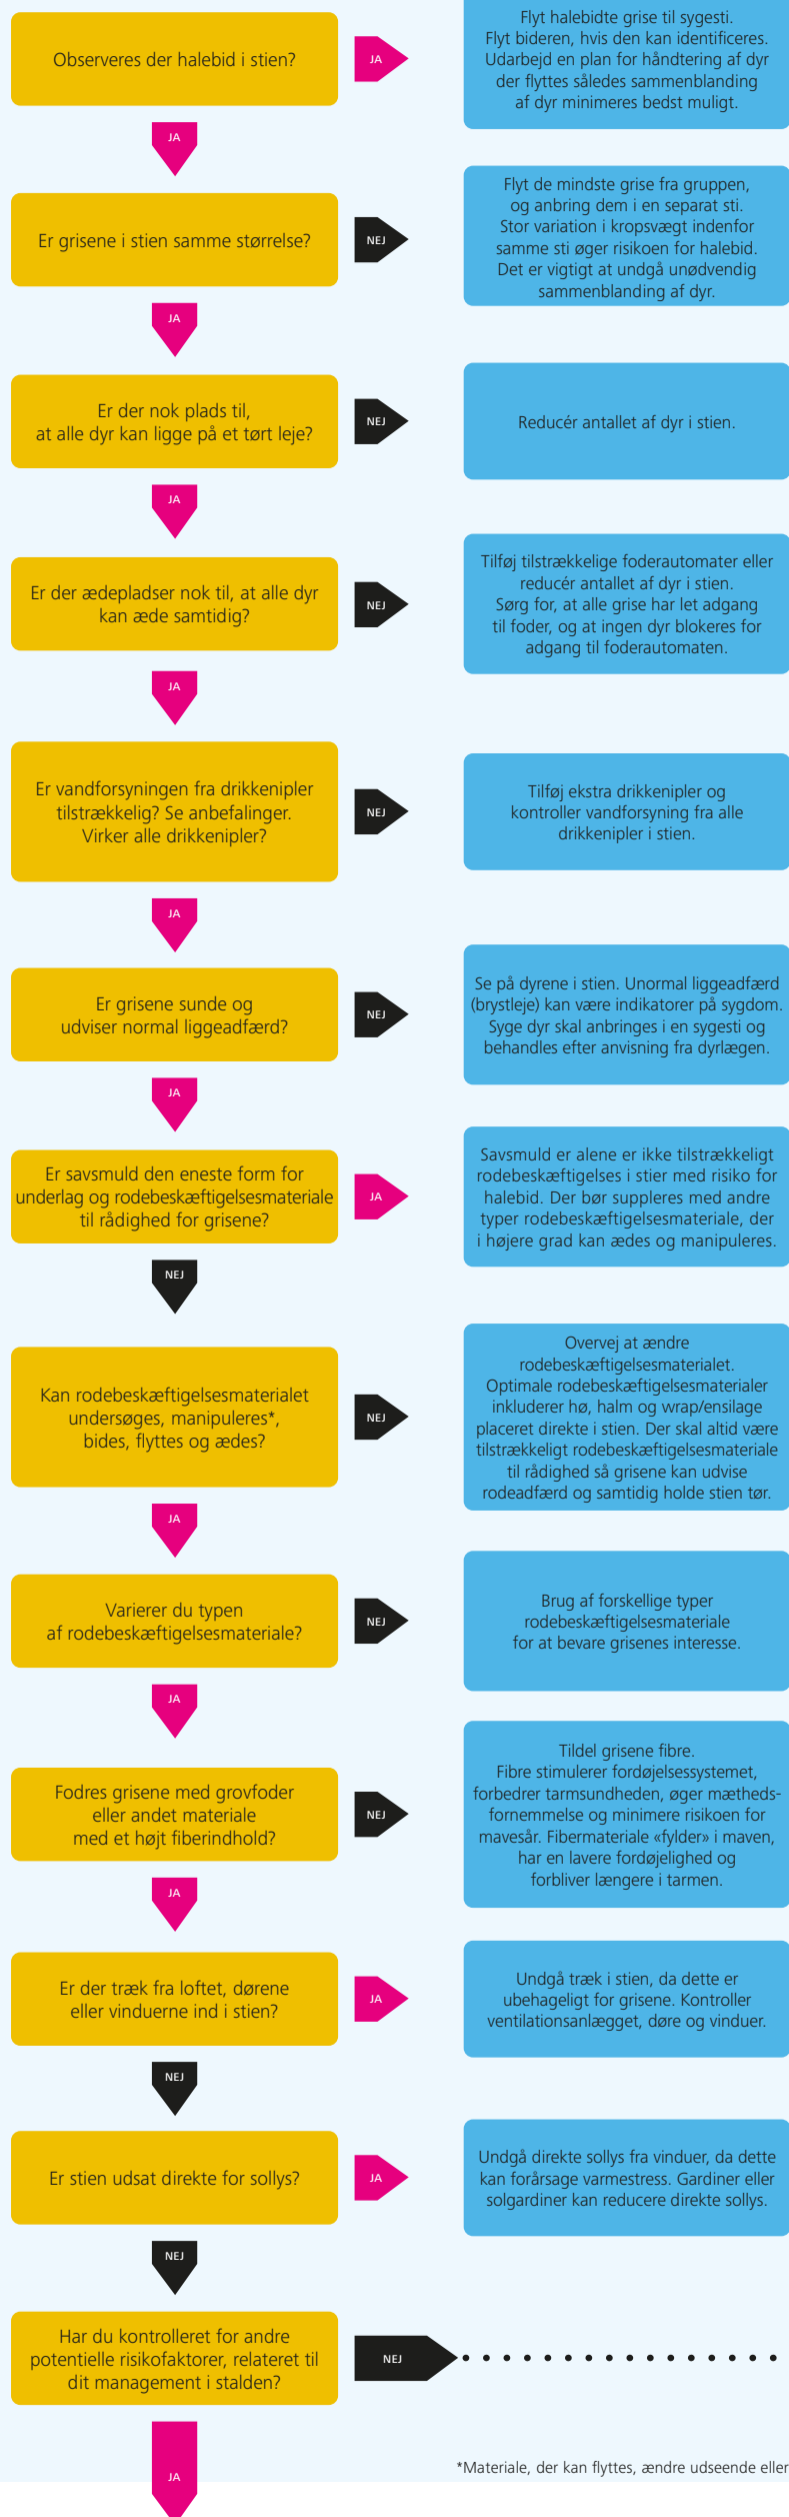 Observeres der halebid i stien?
JA
Flyt halebidte grise til sygesti.
Flyt bideren, hvis den kan identificeres.
Udarbejd en plan for håndtering af dyr
der flyttes således sammenblanding
af dyr minimeres bedst muligt.
JA
Er grisene i stien samme størrelse?
NEJ
Flyt de mindste grise fra gruppen,
og anbring dem i en separat sti.
Stor variation i kropsvægt indenfor
samme sti øger risikoen for halebid.
Det er vigtigt at undgå unødvendig
sammenblanding af dyr.
JA
Er der nok plads til,
at alle dyr kan ligge på et tørt leje?
NEJ
Reducér antallet af dyr i stien.
JA
Er der ædepladser nok til, at alle dyr
kan æde samtidig?
NEJ
Tilføj tilstrækkelige foderautomater eller
reducér antallet af dyr i stien.
Sørg for, at alle grise har let adgang
til foder, og at ingen dyr blokeres for
adgang til foderautomaten.
JA
Er vandforsyningen fra drikkenipler
tilstrækkelig? Se anbefalinger.
Virker alle drikkenipler?
NEJ
Tilføj ekstra drikkenipler og
kontroller vandforsyning fra alle
drikkenipler i stien.
JA
Er grisene sunde og
udviser normal liggeadfærd?
NEJ
Se på dyrene i stien. Unormal liggeadfærd
(brystleje) kan være indikatorer på sygdom.
Syge dyr skal anbringes i en sygesti og
behandles efter anvisning fra dyrlægen.
JA
Er savsmuld den eneste form for
underlag og rodebeskæftigelsesmateriale
til rådighed for grisene?
JA
Savsmuld er alene er ikke tilstrækkeligt
rodebeskæftigelses i stier med risiko for
halebid. Der bør suppleres med andre
typer rodebeskæftigelsesmateriale, der
i højere grad kan ædes og manipuleres.
NEJ
Kan rodebeskæftigelsesmaterialet
undersøges, manipuleres*,
bides, flyttes og ædes?
NEJ
Overvej at ændre
rodebeskæftigelsesmaterialet.
Optimale rodebeskæftigelsesmaterialer
inkluderer hø, halm og wrap/ensilage
placeret direkte i stien. Der skal altid være
tilstrækkeligt rodebeskæftigelsesmateriale
til rådighed så grisene kan udvise
rodeadfærd og samtidig holde stien tør.
JA
Varierer du typen
af rodebeskæftigelsesmateriale?
NEJ
Brug af forskellige typer
rodebeskæftigelsesmateriale
for at bevare grisenes interesse.
JA
Fodres grisene med grovfoder
eller andet materiale
med et højt fiberindhold?
NEJ
Tildel grisene fibre.
Fibre stimulerer fordøjelsessystemet,
forbedrer tarmsundheden, øger mætheds-
fornemmelse og minimere risikoen for
mavesår. Fibermateriale «fylder» i maven,
har en lavere fordøjelighed og
forbliver længere i tarmen.
JA
Er der træk fra loftet, dørene
eller vinduerne ind i stien?
JA
Undgå træk i stien, da dette er
ubehageligt for grisene. Kontroller
ventilationsanlægget, døre og vinduer.
NEJ
Er stien udsat direkte for sollys?
JA
Undgå direkte sollys fra vinduer, da dette
kan forårsage varmestress. Gardiner eller
solgardiner kan reducere direkte sollys.
NEJ
Har du kontrolleret for andre
potentielle risikofaktorer, relateret til
dit management i stalden?
NEJ
*Materiale, der kan flyttes, ændre udseende eller
JA